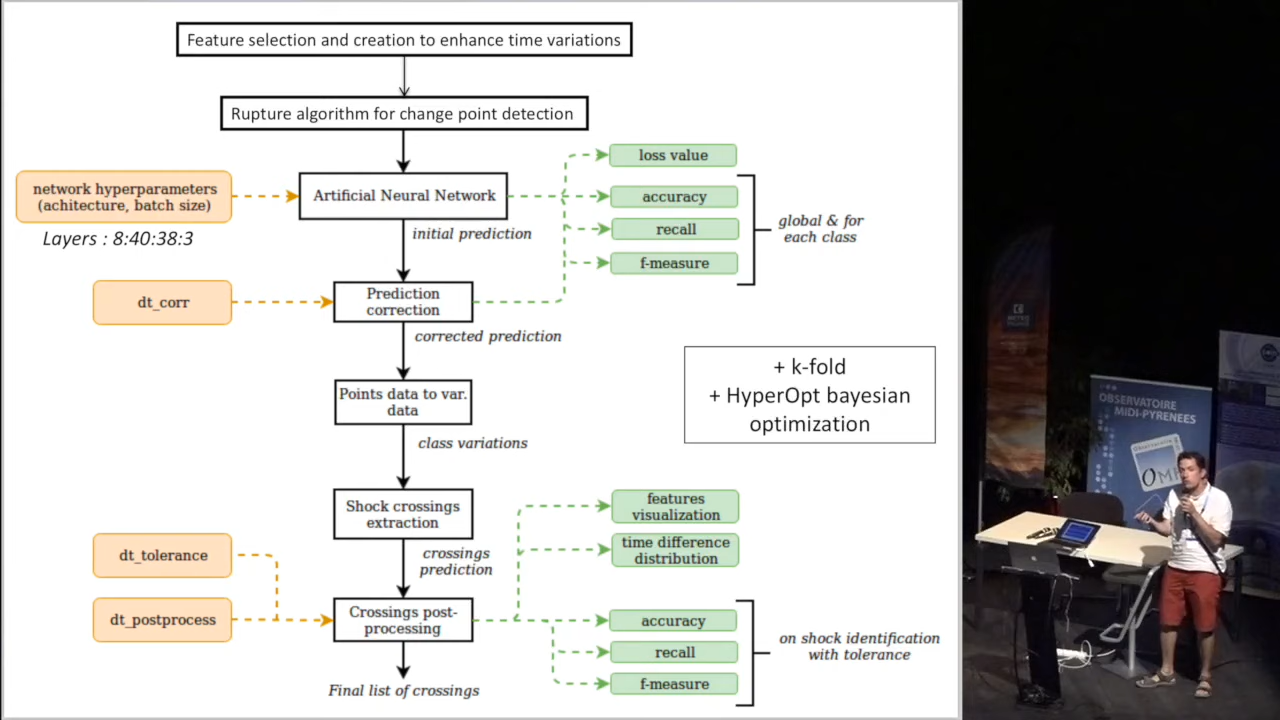 Feature selection and creation to enhance time variations
Rupture algorithm for change point detection
network hyperparameters
(achitecture, batch size)
Layers : 8:40:38:3
Artificial Neural Network
initial prediction
loss value
accuracy
recall
f-measure
global & for
each class
dt_corr
Prediction
correction
corrected prediction
+ k-fold
+ HyperOpt bayesian
optimization
Points data to var.
data
class variations
Shock crossings
extraction
crossings
prediction
features
visualization
time difference
distribution
dt_tolerance
dt_postprocess
Crossings post-
processing
accuracy
recall
f-measure
on shock identification
with tolerance
Final list of crossings
OBSERVATOIRE
MIDI-PYRENEES